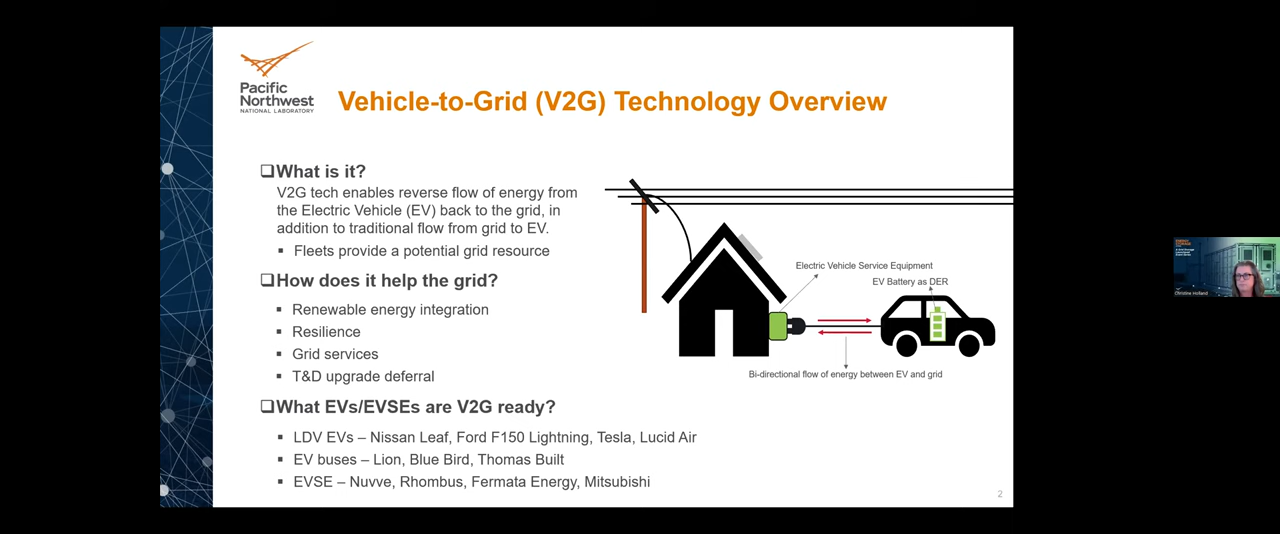 Pacific
Northwest
NATIONAL LABORATORY
Vehicle-to-Grid (V2G) Technology Overview
❑What is it?
V2G tech enables reverse flow of energy from
the Electric Vehicle (EV) back to the grid, in
addition to traditional flow from grid to EV.
▪ Fleets provide a potential grid resource
❑How does it help the grid?
▪ Renewable energy integration
▪ Resilience
▪ Grid services
▪ T&D upgrade deferral
❑What EVs/EVSEs are V2G ready?
▪ LDV EVs – Nissan Leaf, Ford F150 Lightning, Tesla, Lucid Air
▪ EV buses – Lion, Blue Bird, Thomas Built
▪ EVSE – Nuvve, Rhombus, Fermata Energy, Mitsubishi
Electric Vehicle Service Equipment
EV Battery as DER
Bi-directional flow of energy between EV and grid
2
Christine Holland